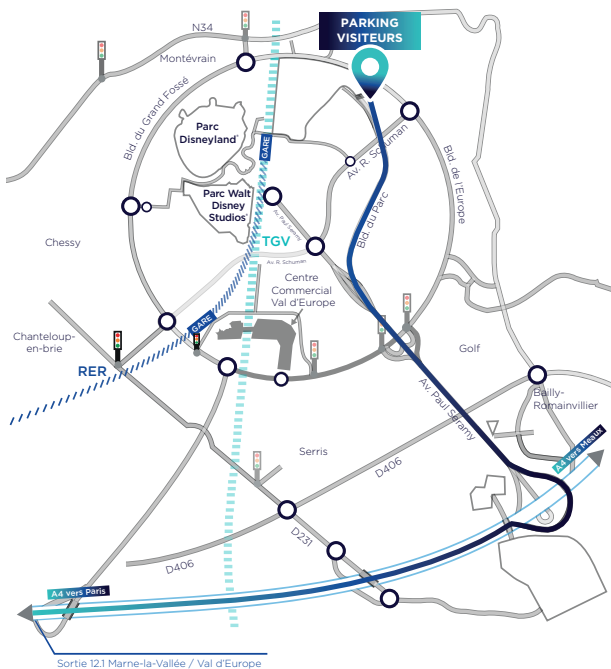 PARKING
VISITEURS
N34
Montévrain
Bld. du Grand Fossé
Parc
Disneyland®
GARE
Av. R. Schuman
Bld. de l'Europe
Parc Walt
Disney
Studios®
Av. Paul Séramy
Bld. du Parc
Chessy
TGV
Av. R. Schuman
Centre
Commercial
Val d'Europe
GARE
Chanteloup-
en-brie
Golf
RER
Bailly-
Romainvillier
Av. Paul Séramy
Serris
A4 vers Meaux
D406
D231
D406
A4 vers Paris
Sortie 12.1 Marne-la-Vallée / Val d'Europe